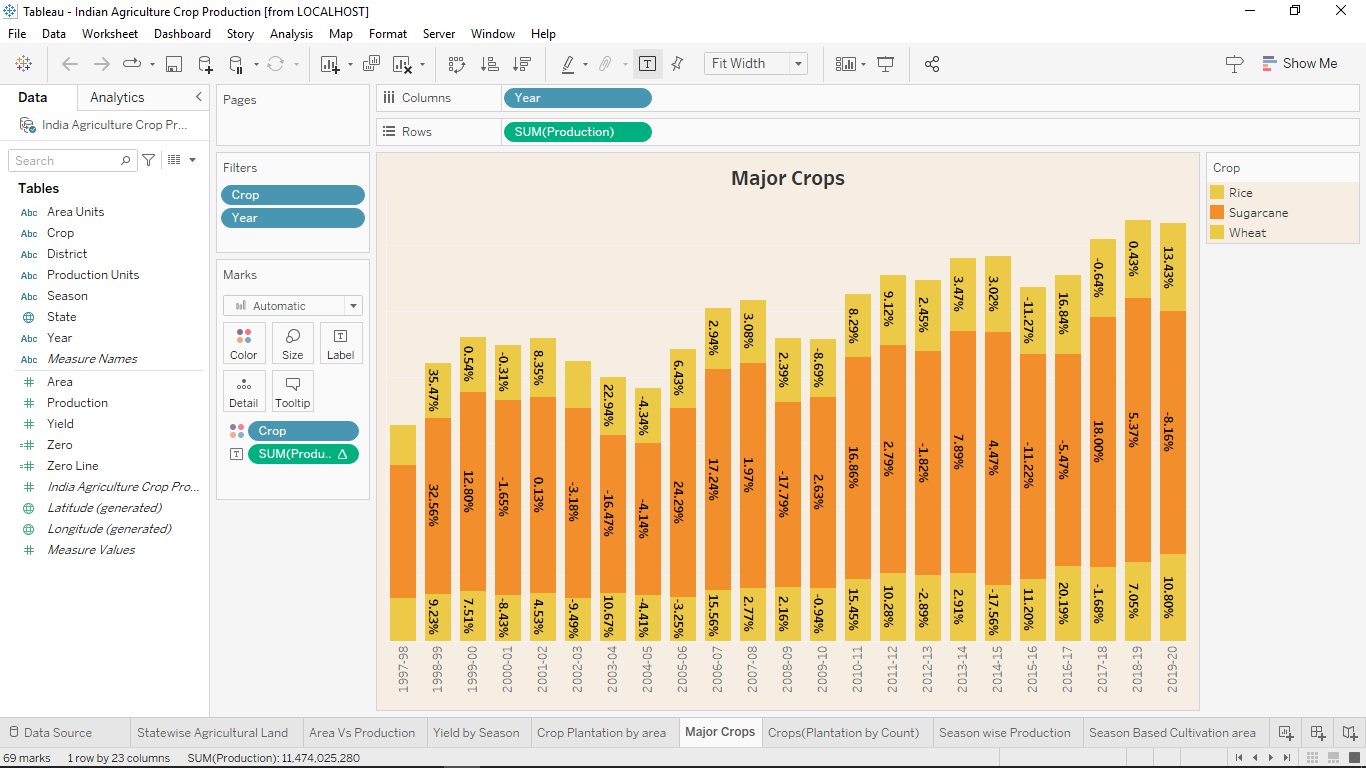 Tableau - Indian Agriculture Crop Production [from LOCALHOST]
File Data Worksheet Dashboard Story Analysis Map Format Server Window Help
Fit Width
Show Me
Data Analytics
India Agriculture Crop Pr...
Search
Tables
Abc Area Units
Abc Crop
Abc District
Abc Production Units
Abc Season
State
Abc Year
Abc Measure Names
# Area
# Production
# Yield
=# Zero
=# Zero Line
# India Agriculture Crop Pro...
Latitude (generated)
Longitude (generated)
# Measure Values
Pages
Filters
Crop
Year
Marks
Automatic
Color Size Label
Detail Tooltip
Crop
SUM(Produ.. Δ
Columns Year
Rows SUM(Production)
Major Crops
35.47% 0.54% -0.31% 8.35% 22.94% -4.34% 6.43% 2.94% 3.08% 2.39% -8.69% 8.29% 9.12% 2.45% 3.47% 3.02% -11.27% 16.84% -0.64% 0.43% 13.43%
32.56% 12.80% -1.65% 0.13% -3.18% -16.47% -4.14% 24.29% 17.24% 1.97% -17.79% 2.63% 16.86% 2.79% -1.82% 7.89% 4.47% -11.22% -5.47% 18.00% 5.37% -8.16%
9.23% 7.51% -8.43% 4.53% -9.49% 10.67% -4.41% -3.25% 15.56% 2.77% 2.16% -0.94% 15.45% 10.28% -2.89% 2.91% -17.56% 11.20% 20.19% -1.68% 7.05% 10.80%
1997-98 1998-99 1999-00 2000-01 2001-02 2002-03 2003-04 2004-05 2005-06 2006-07 2007-08 2008-09 2009-10 2010-11 2011-12 2012-13 2013-14 2014-15 2015-16 2016-17 2017-18 2018-19 2019-20
Crop
Rice
Sugarcane
Wheat
Data Source Statewise Agricultural Land Area Vs Production Yield by Season Crop Plantation by area Major Crops Crops(Plantation by Count) Season wise Production Season Based Cultivation area
69 marks 1 row by 23 columns SUM(Production): 11,474,025,280